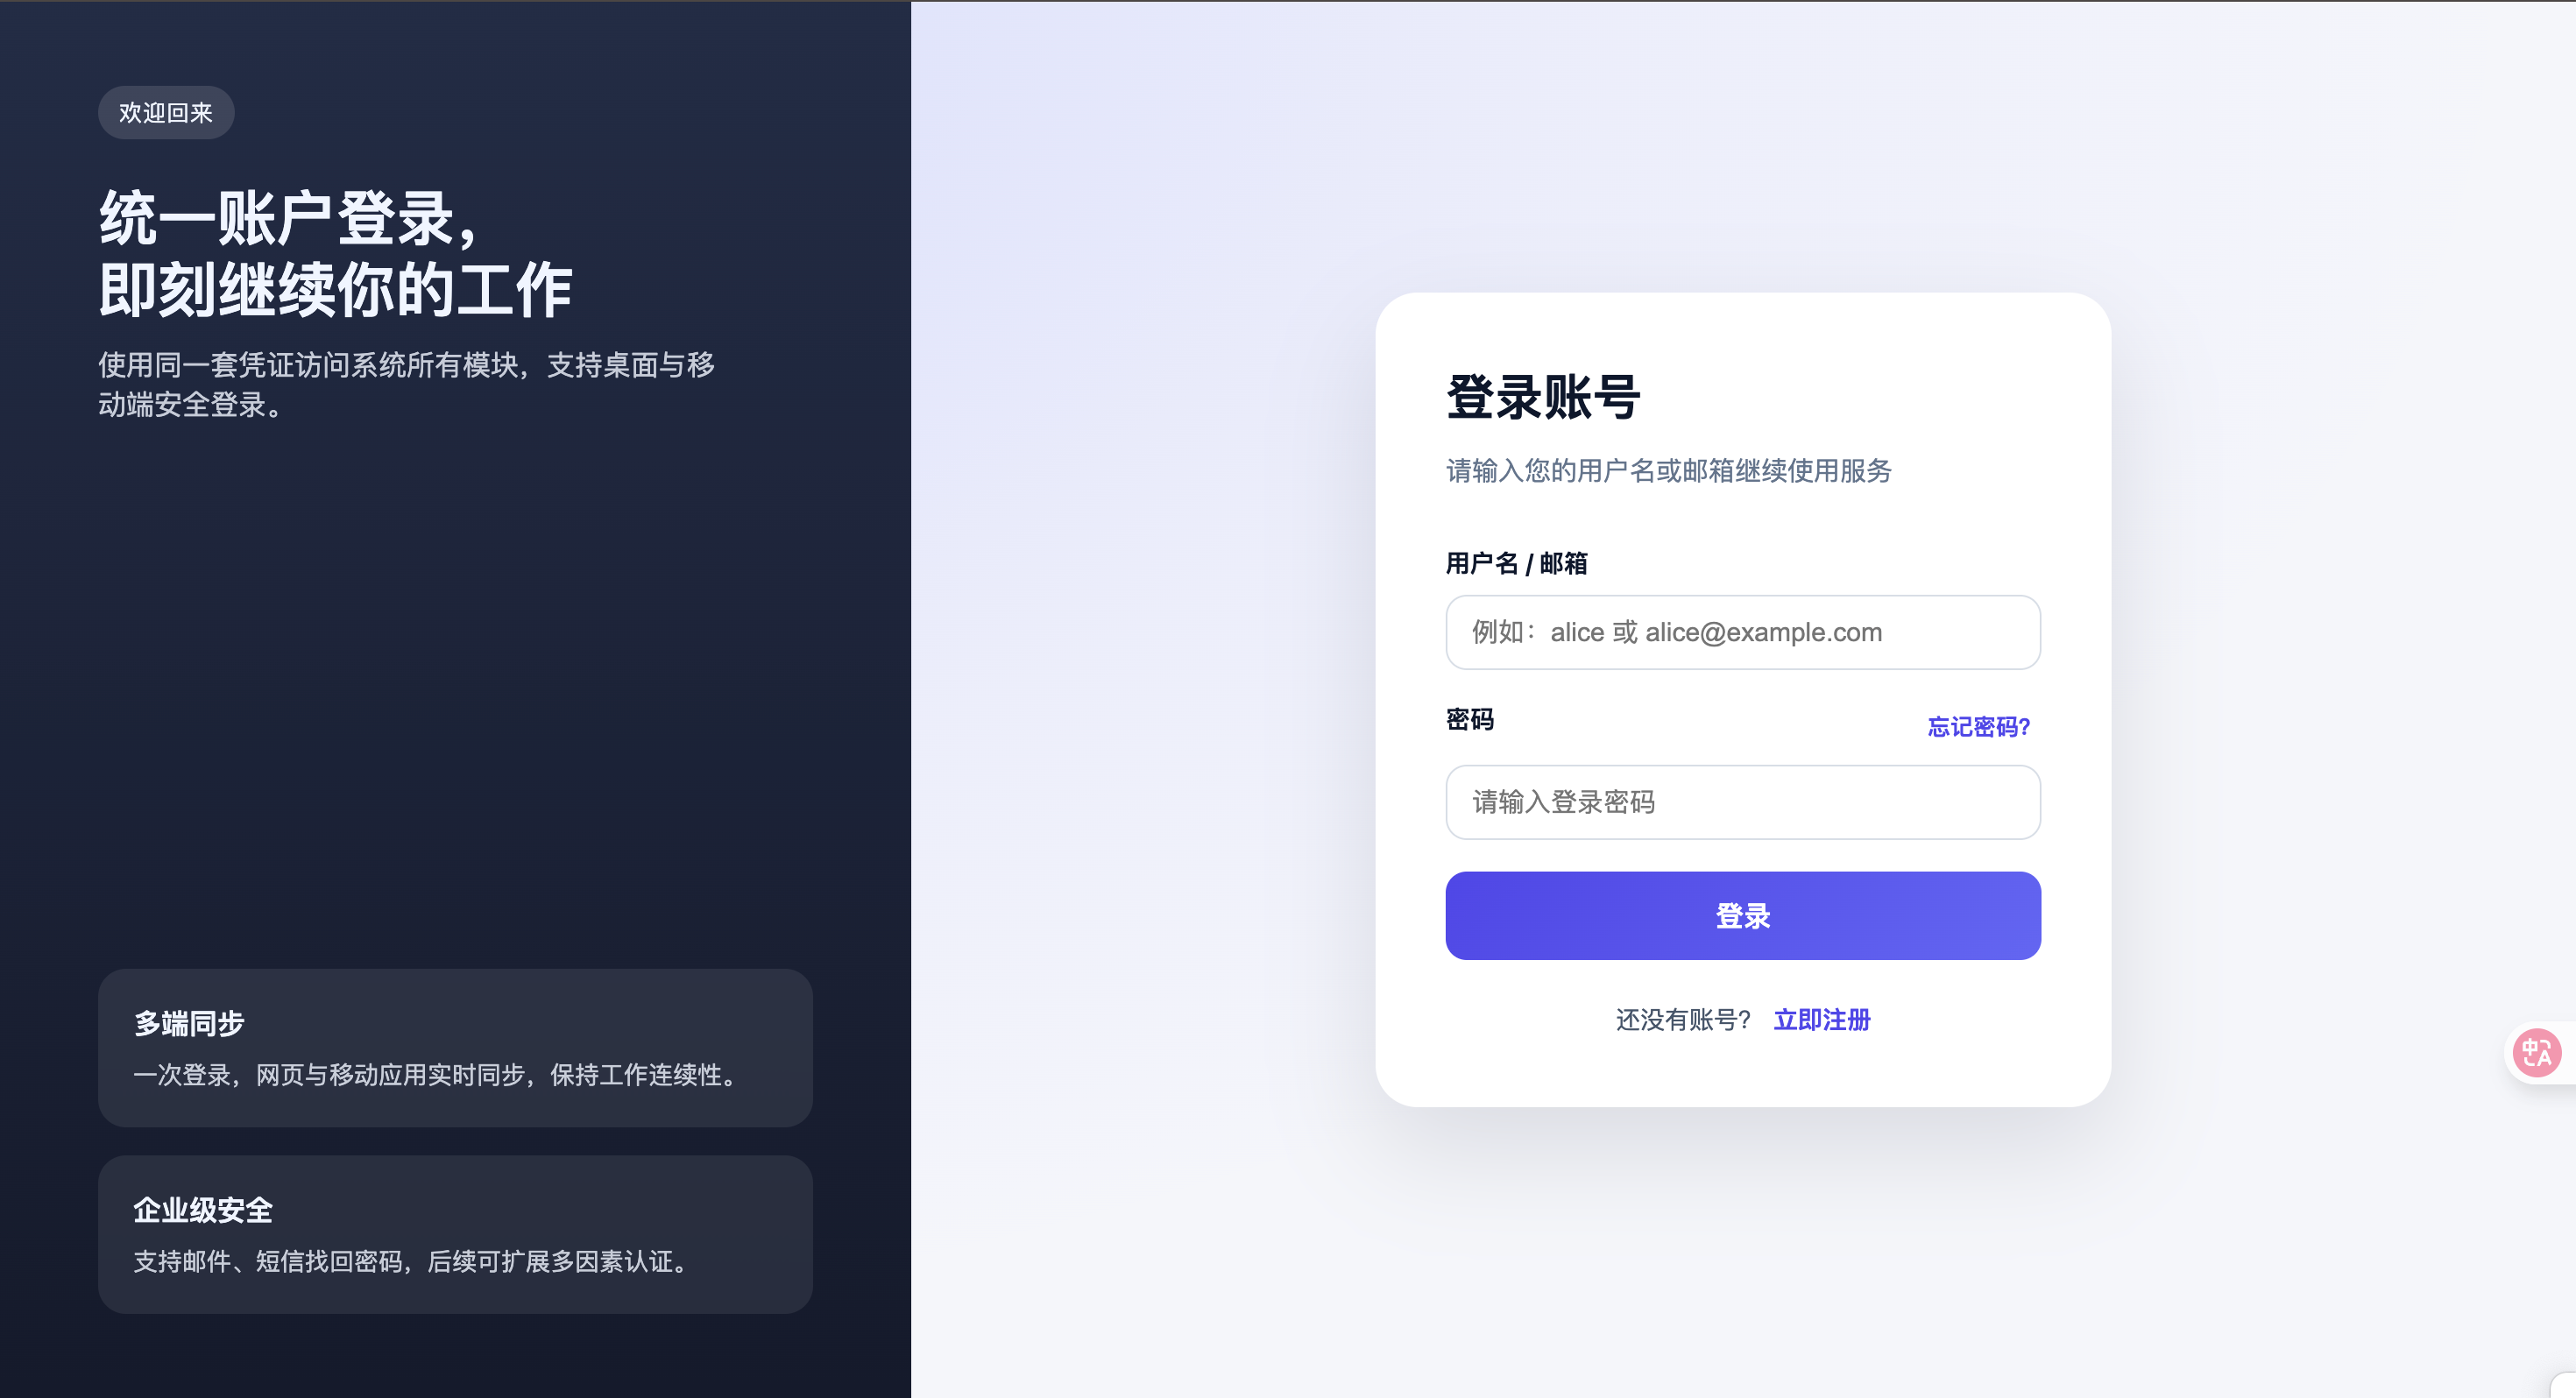 欢迎回来
统一账户登录，
即刻继续你的工作
使用同一套凭证访问系统所有模块，支持桌面与移
动端安全登录。
多端同步
一次登录，网页与移动应用实时同步，保持工作连续性。
企业级安全
支持邮件、短信找回密码，后续可扩展多因素认证。
登录账号
请输入您的用户名或邮箱继续使用服务
用户名 / 邮箱
例如：alice 或 alice@example.com
密码
忘记密码?
请输入登录密码
登录
还没有账号? 立即注册
中A